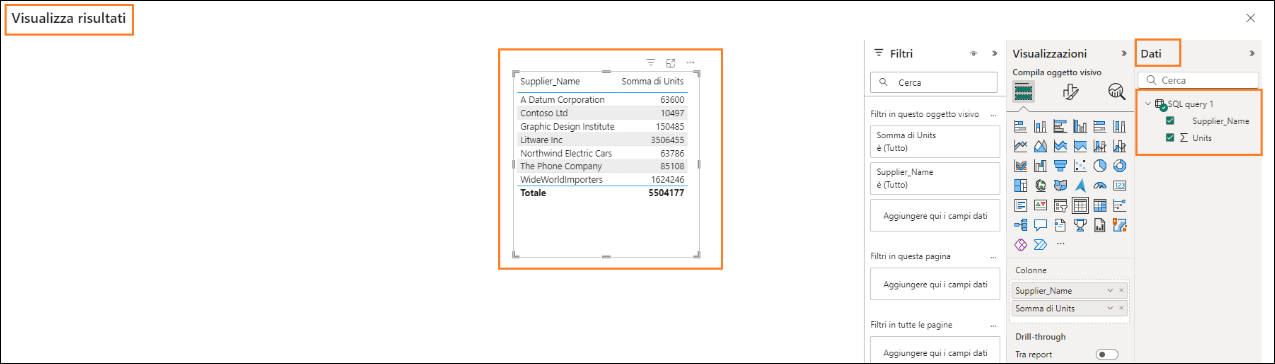 Visualizza risultati
Supplier_Name Somma di Units
A Datum Corporation 63600
Contoso Ltd 10497
Graphic Design Institute 150485
Litware Inc 3506455
Northwind Electric Cars 63786
The Phone Company 85108
WideWorldImporters 1624246
Totale 5504177
Filtri
Cerca
Filtri in questo oggetto visivo ...
Somma di Units
è (Tutto)
Supplier_Name
è (Tutto)
Aggiungere qui i campi dati
Filtri in questa pagina ...
Aggiungere qui i campi dati
Filtri in tutte le pagine ...
Aggiungere qui i campi dati
Visualizzazioni
Compila oggetto visivo
123
...
Colonne
Supplier_Name
Somma di Units
Drill-through
Tra report
Dati
Cerca
SQL query 1
Supplier_Name
Units